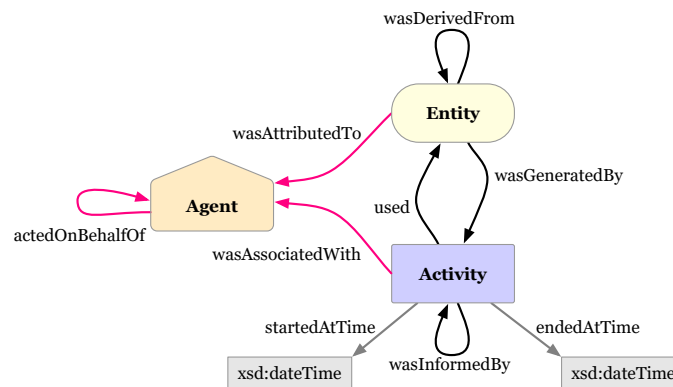 wasDerivedFrom
Entity
wasAttributedTo
wasGeneratedBy
used
Agent
actedOnBehalfOf
wasAssociatedWith
Activity
startedAtTime
endedAtTime
wasInformedBy
xsd:dateTime
xsd:dateTime